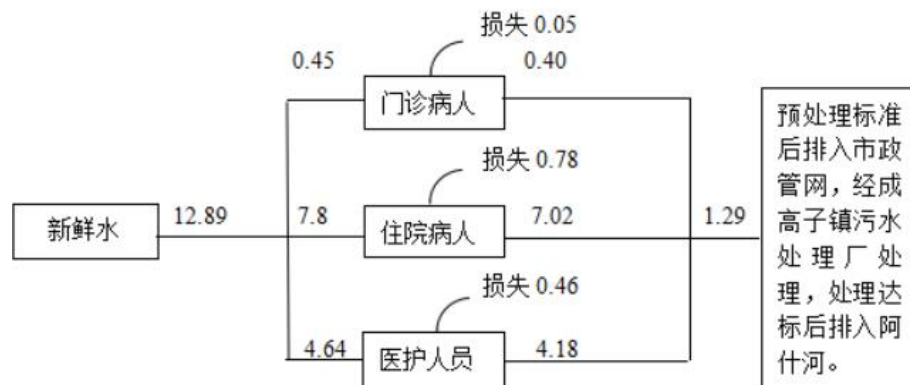 损失 0.05
0.45
0.40
门诊病人
损失 0.78
新鲜水
12.89
7.8
住院病人
7.02
1.29
损失 0.46
4.64
医护人员
4.18
预处理标准
后排入市政
管网，经成
高子镇污水
处理厂处
理，处理达
标后排入阿
什河。